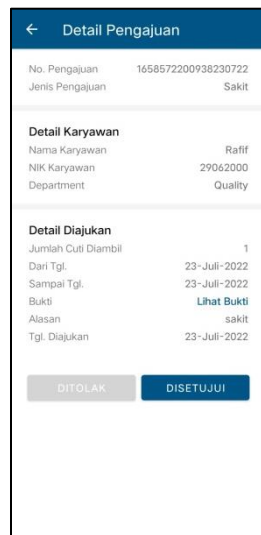 ← Detail Pengajuan
No. Pengajuan 1658572200938230722
Jenis Pengajuan Sakit
Detail Karyawan
Nama Karyawan Rafif
NIK Karyawan 29062000
Department Quality
Detail Diajukan
Jumlah Cuti Diambil 1
Dari Tgl. 23-Juli-2022
Sampai Tgl. 23-Juli-2022
Bukti Lihat Bukti
Alasan sakit
Tgl. Diajukan 23-Juli-2022
DITOLAK DISETUJUI